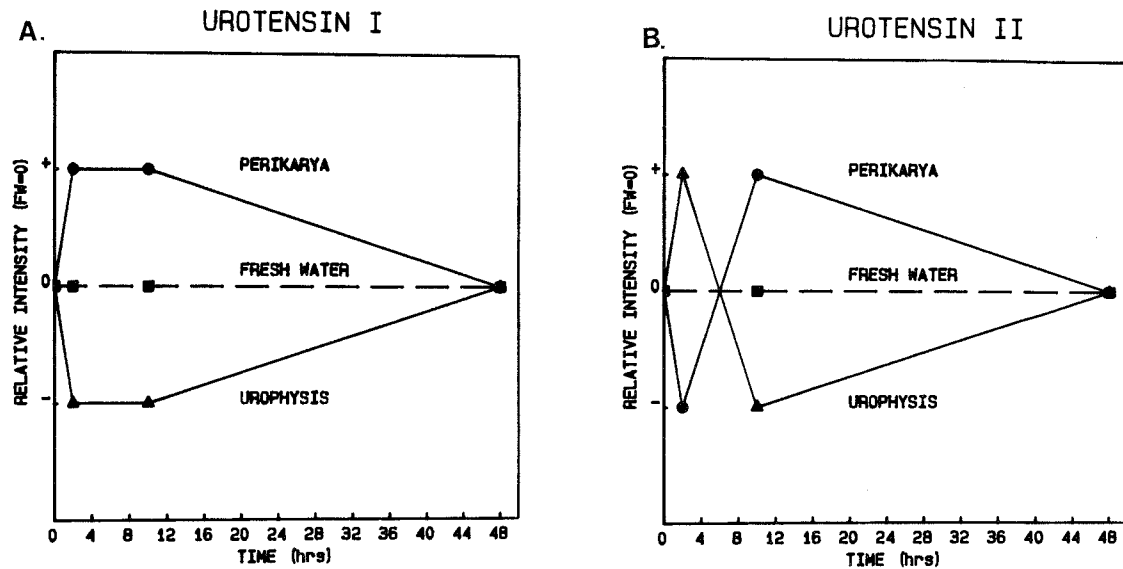 A.
UROTENSIN I
RELATIVE INTENSITY (FW=0)
+
0
-
PERIKARYA
FRESH WATER
UROPHYSIS
0 4 8 12 16 20 24 28 32 36 40 44 48
TIME (hrs)
B.
UROTENSIN II
RELATIVE INTENSITY (FW=0)
+
0
-
PERIKARYA
FRESH WATER
UROPHYSIS
0 4 8 12 16 20 24 28 32 36 40 44 48
TIME (hrs)